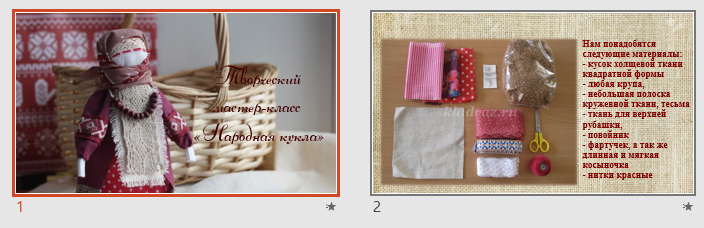 Творческий
мастер-класс
« Народная кукла»
1
Нам понадобятся
следующие материалы:
- кусок холщевой ткани
квадратной формы
- любая крупа,
- небольшая полоска
кружевной ткани, тесьма
- ткань для верхней
рубашки,
- повойник
- фартучек, а так же
длинная и мягкая
косыночка
- нитки красные
2